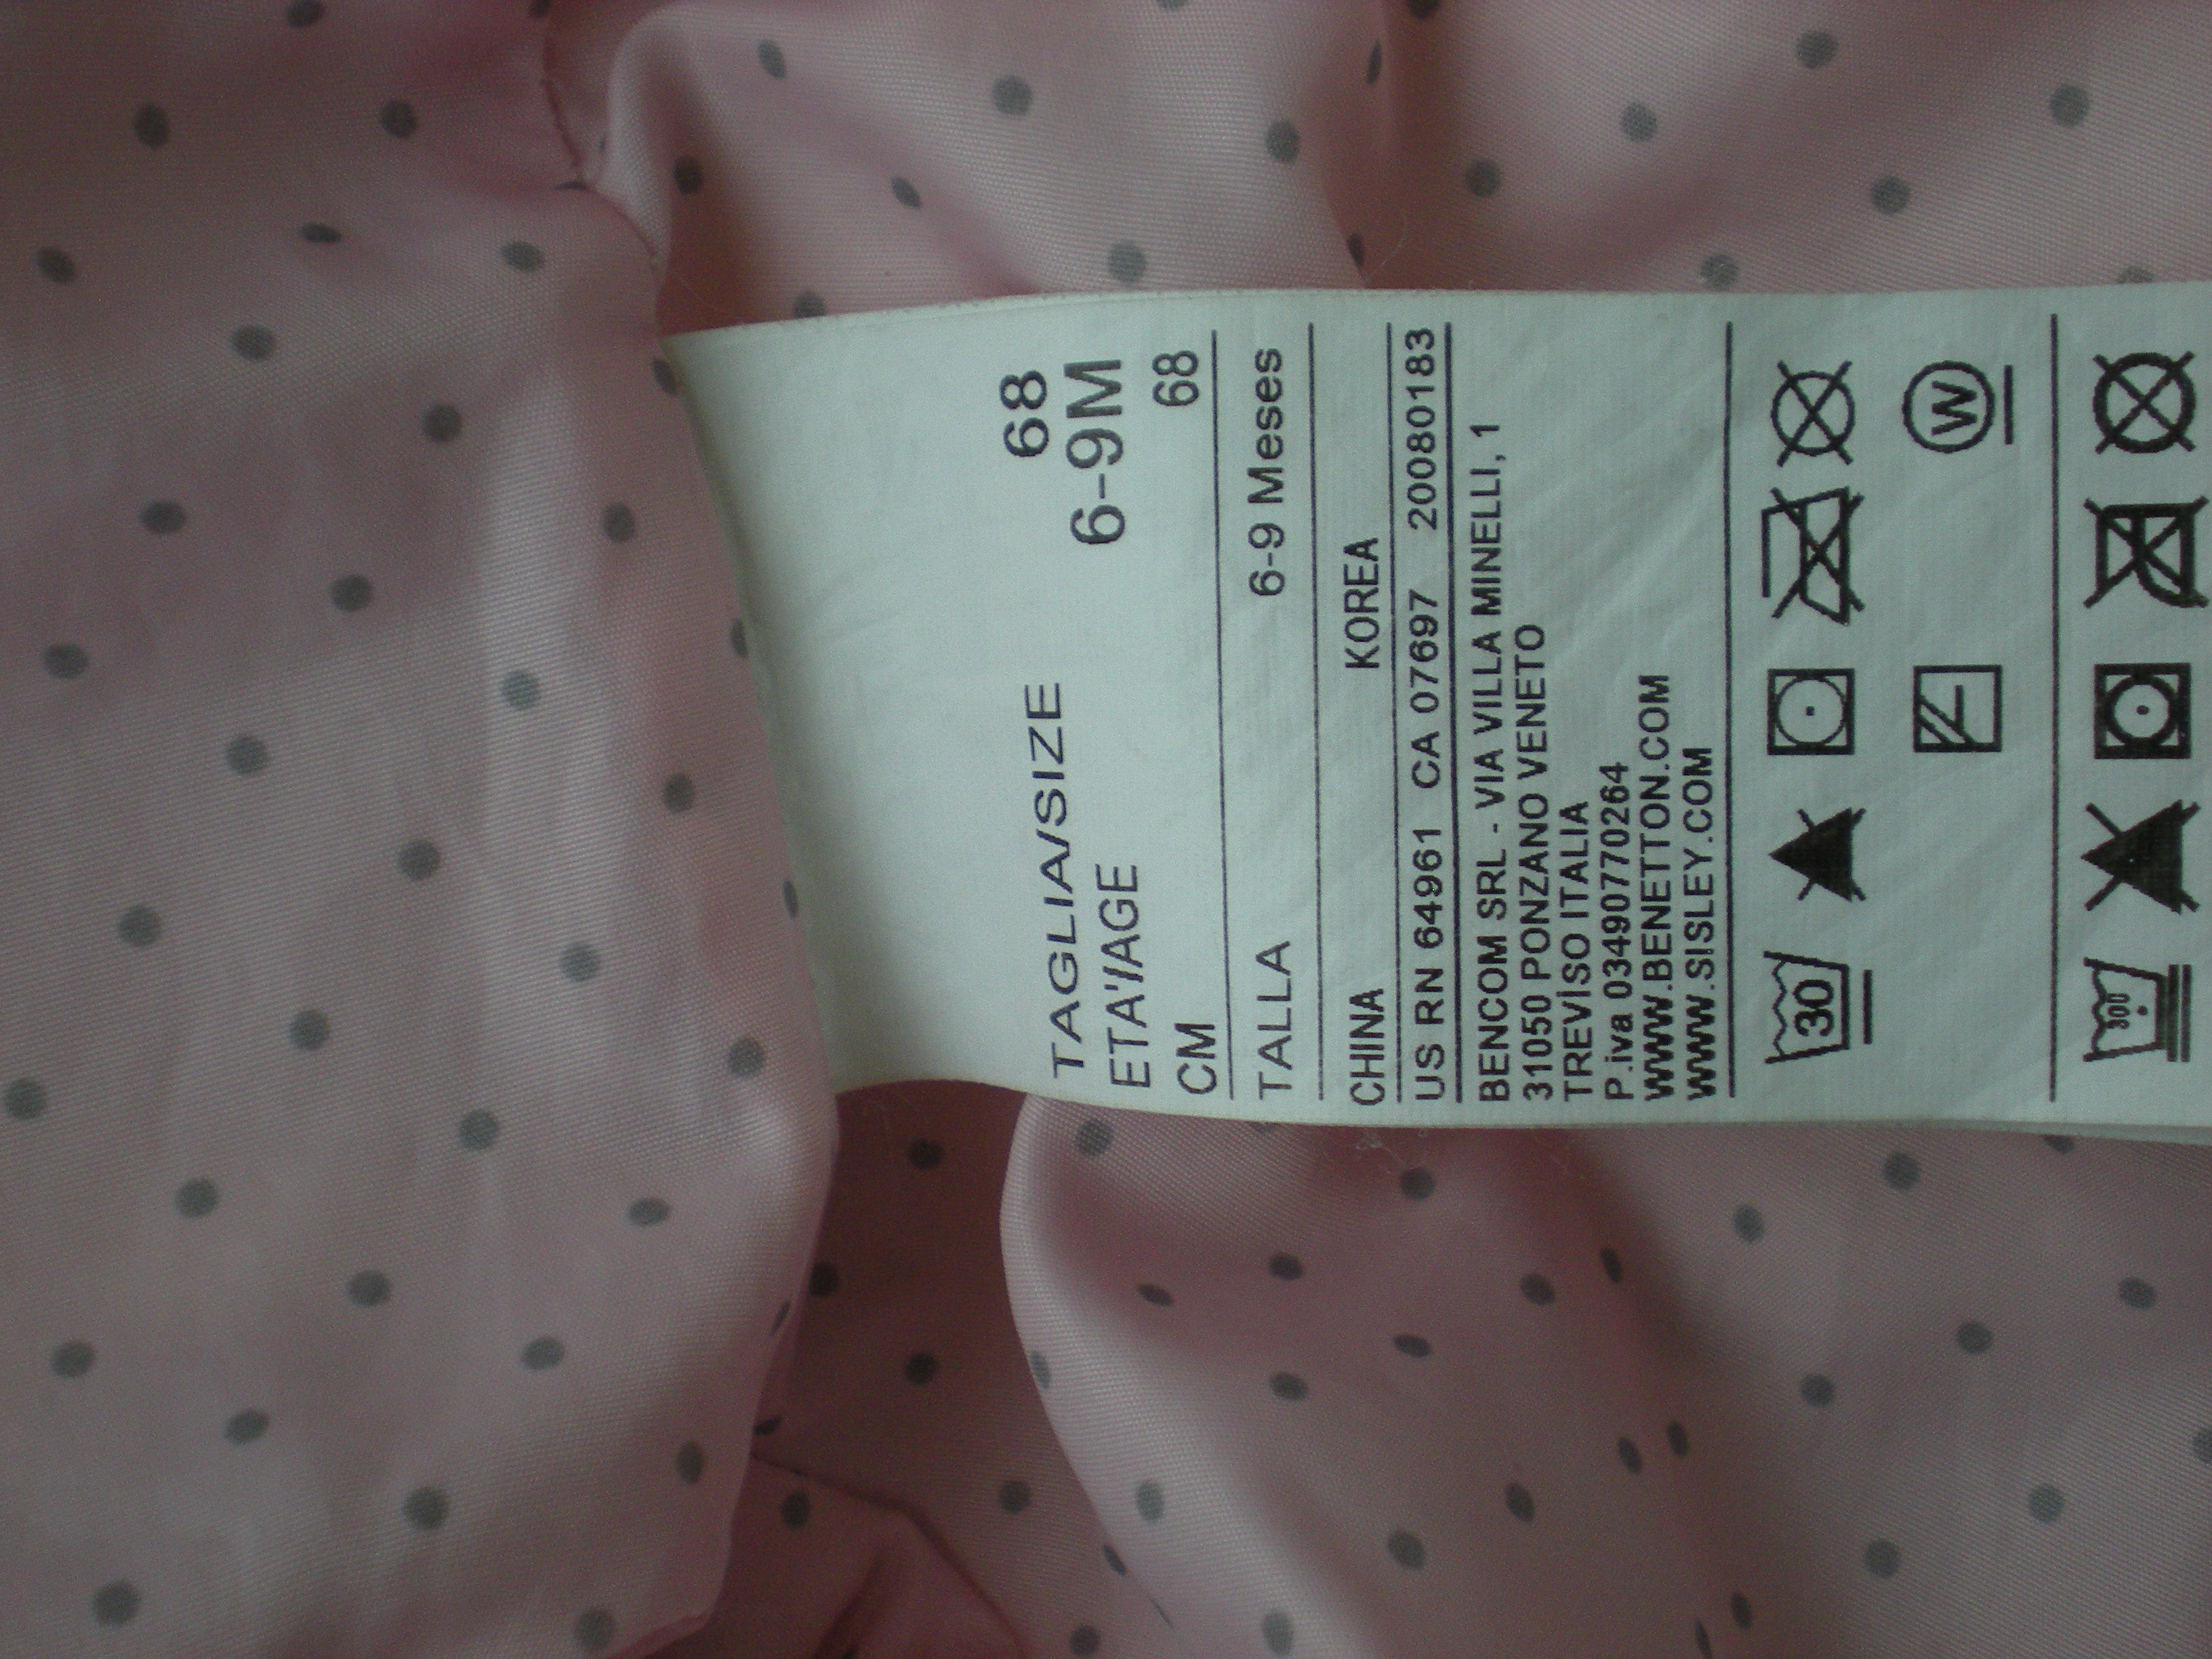 TAGLIA/SIZE 68
ETA'/AGE 6-9M
CM 68
TALLA 6-9 Meses
CHINA KOREA
US RN 64961 CA 07697 20080183
BENCOM SRL - VIA VILLA MINELLI, 1
31050 PONZANO VENETO
TREVISO ITALIA
P.iva 03490770264
WWW.BENETTON.COM
WWW.SISLEY.COM
30
W